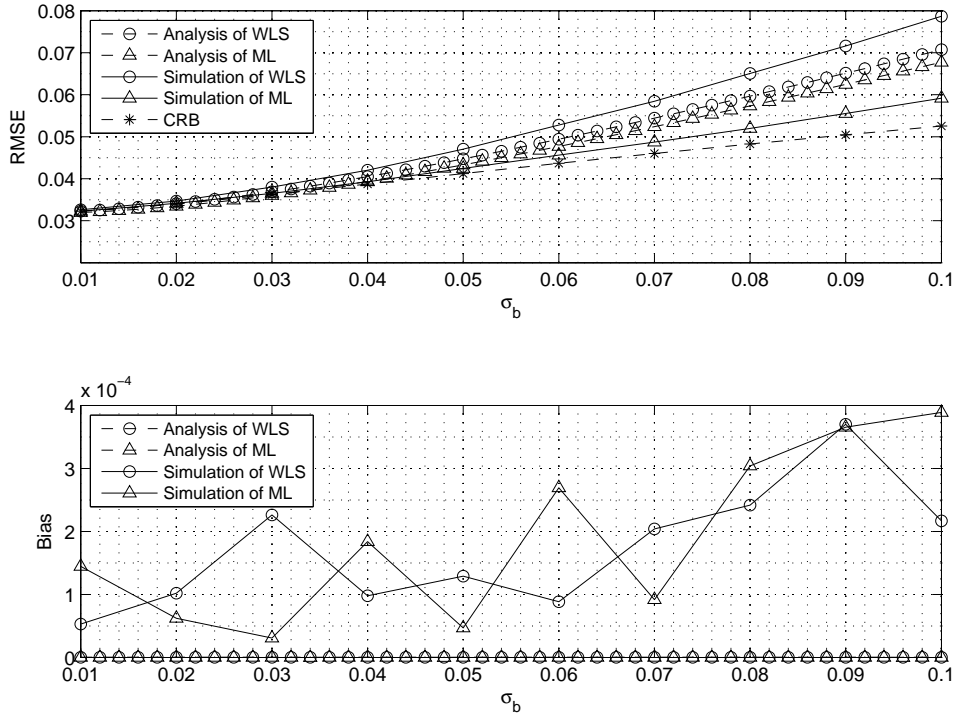 0.08
0.07
0.06
0.05
0.04
0.03
RMSE
Analysis of WLS
Analysis of ML
Simulation of WLS
Simulation of ML
CRB
0.01 0.02 0.03 0.04 0.05 0.06 0.07 0.08 0.09 0.1
σb
x 10−4
4
3
2
1
0
Bias
Analysis of WLS
Analysis of ML
Simulation of WLS
Simulation of ML
0.01 0.02 0.03 0.04 0.05 0.06 0.07 0.08 0.09 0.1
σb